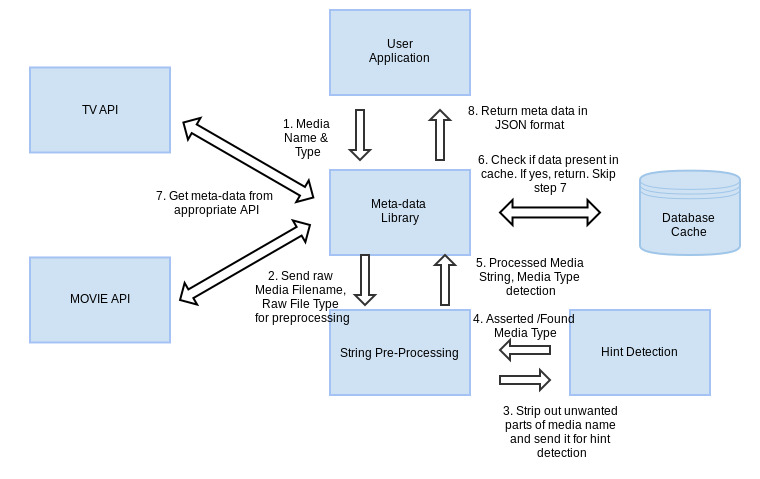 User
Application
TV API
1. Media
Name &
Type
8. Return meta data in
JSON format
6. Check if data present in
cache. If yes, return. Skip
step 7
7. Get meta-data from
appropriate API
Meta-data
Library
Database
Cache
MOVIE API
2. Send raw
Media Filename,
Raw File Type
for preprocessing
5. Processed Media
String, Media Type
detection
4. Asserted /Found
Media Type
String Pre-Processing
Hint Detection
3. Strip out unwanted
parts of media name
and send it for hint
detection